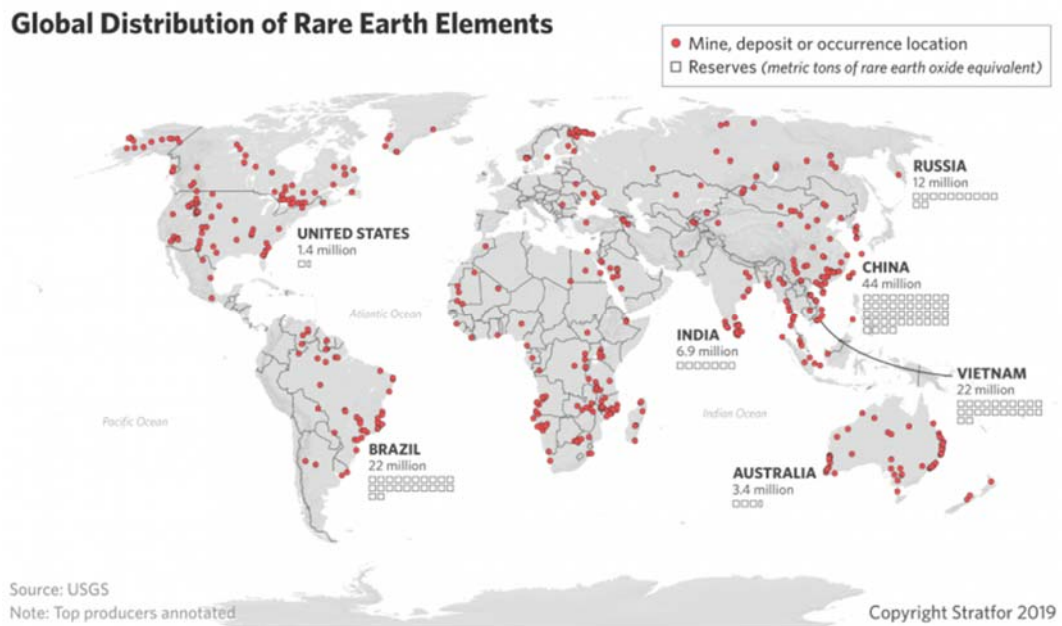 Global Distribution of Rare Earth Elements
Mine, deposit or occurrence location
Reserves (metric tons of rare earth oxide equivalent)
RUSSIA
12 million
UNITED STATES
1.4 million
CHINA
44 million
Atlantic Ocean
INDIA
6.9 million
VIETNAM
22 million
Pacific Ocean
Indian Ocean
BRAZIL
22 million
AUSTRALIA
3.4 million
Source: USGS
Note: Top producers annotated
Copyright Stratfor 2019